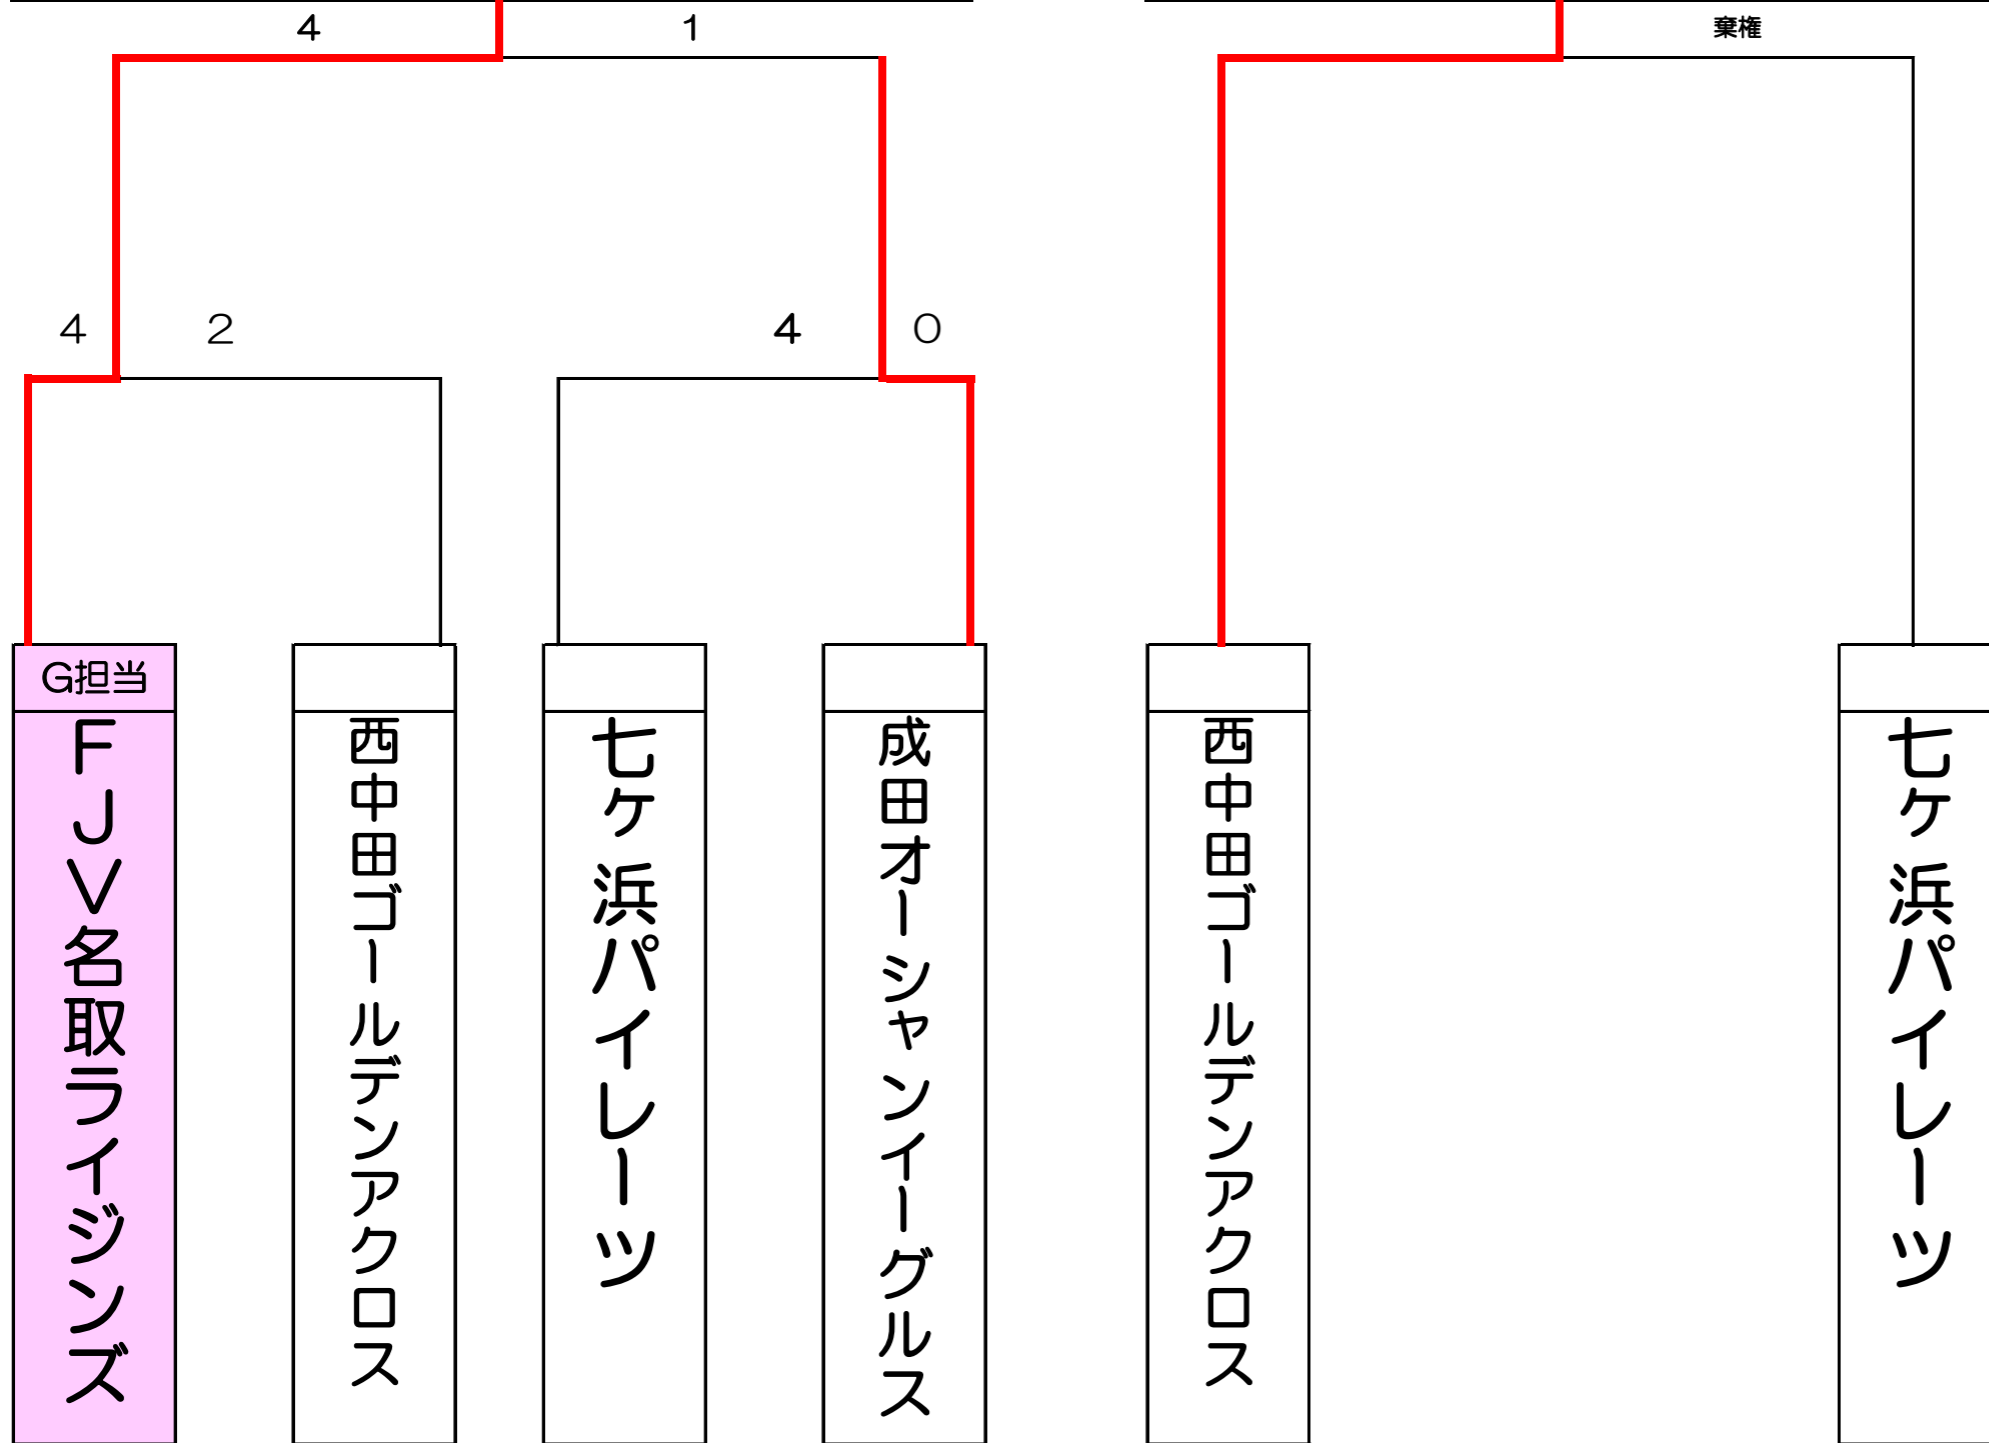 4
1
棄権
4
2
4
0
G担当
FJV名取ライジンズ
西中田ゴールデンアクロス
七ケ浜パイレーツ
成田オーシャンイーグルス
西中田ゴールデンアクロス
七ケ浜パイレーツ